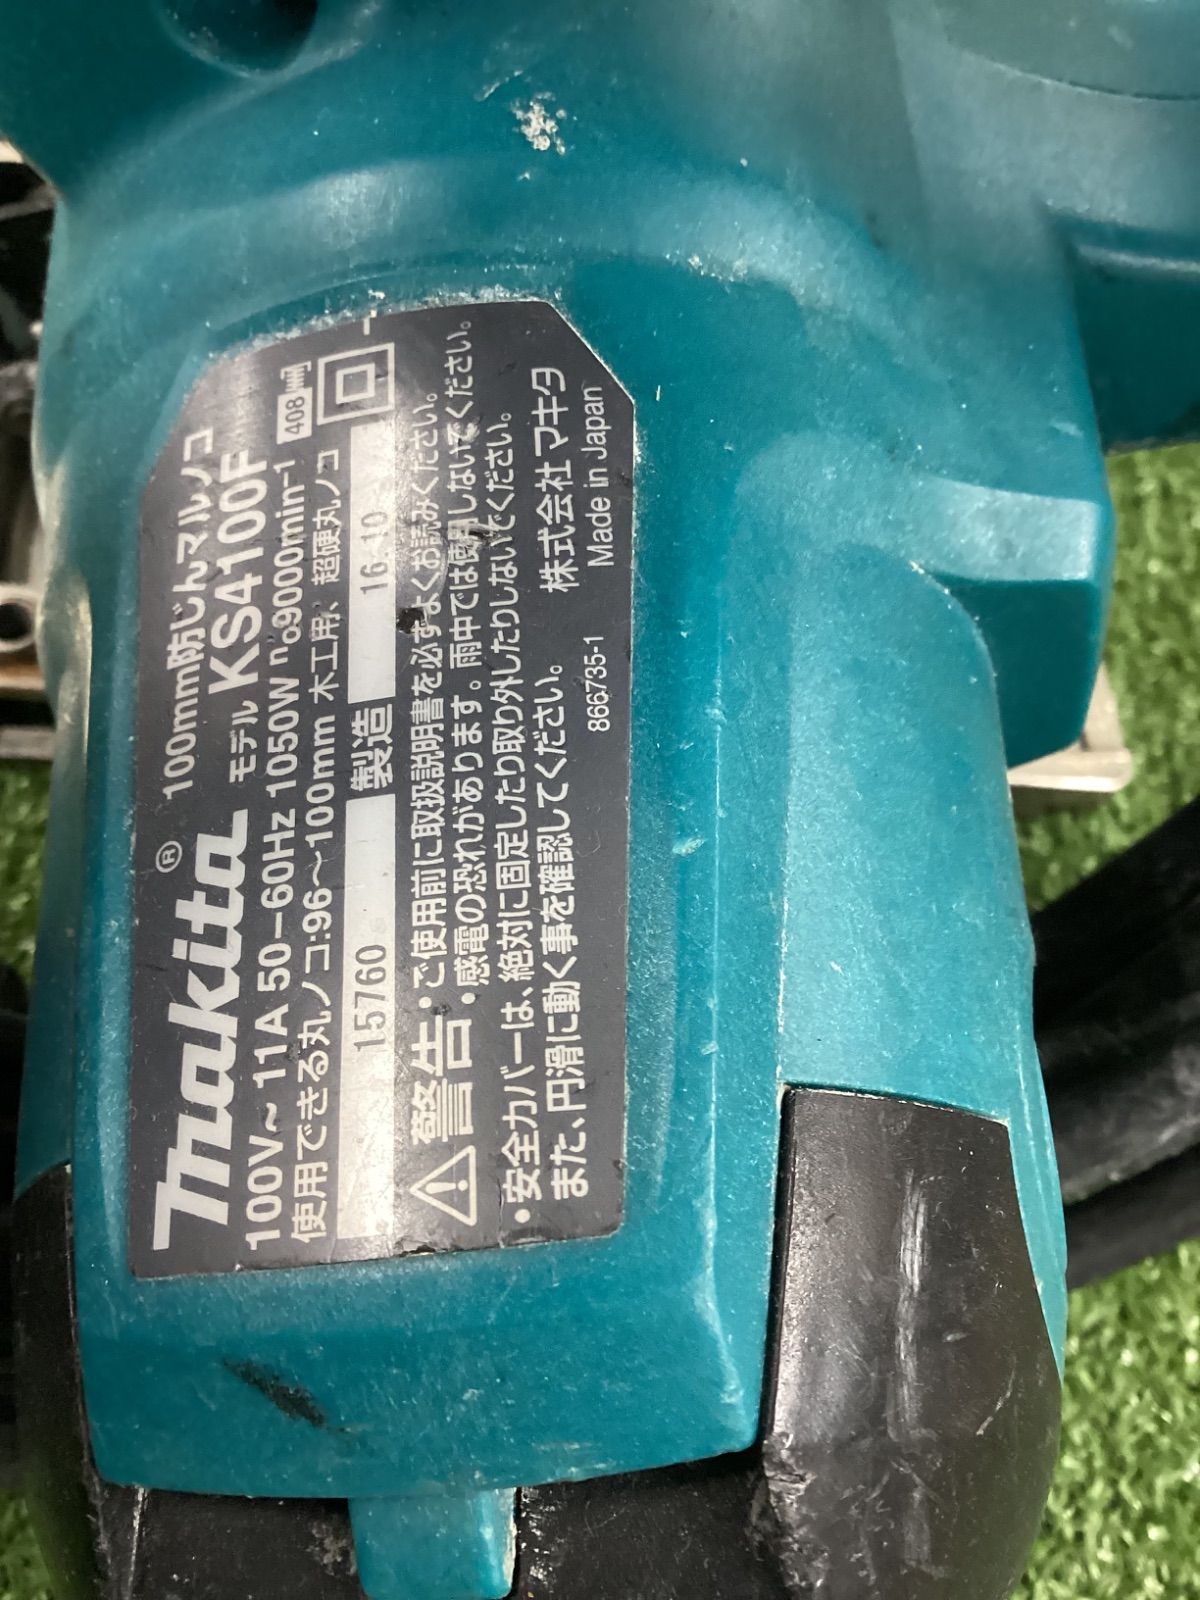 makita® 100mm防じんマルノコ
モデル KS4100F
100V~ 11A 50-60Hz 1050W n₀9000min⁻¹ 408
使用できる丸ノコ:96~100mm 木工用、超硬丸ノコ
15760 製造 16.10
警告 ・ご使用前に取扱説明書を必ずよくお読みください。
・感電の恐れがあります。雨中では使用しないでください。
・安全カバーは、絶対に固定したり取り外したりしないでください。
また、円滑に動く事を確認してください。
株式会社マキタ
866735-1 Made in Japan